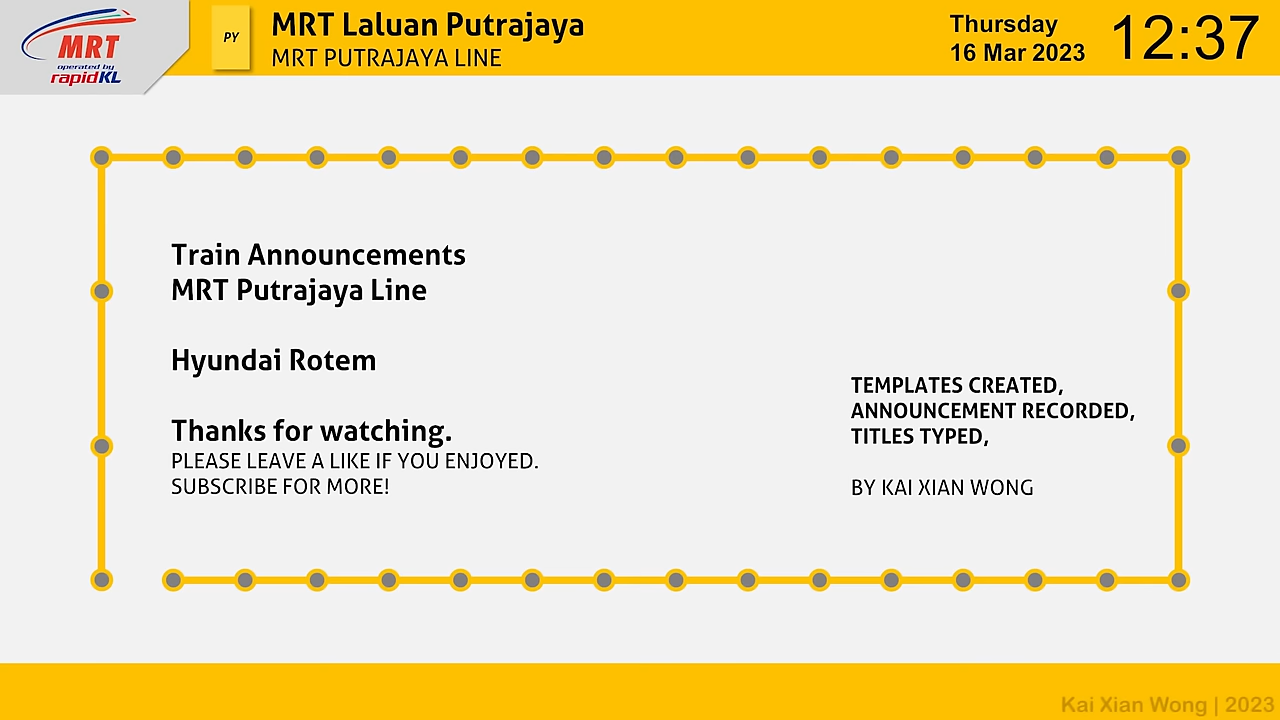 MRT
operated by
rapidKL
PY
MRT Laluan Putrajaya
MRT PUTRAJAYA LINE
Thursday
16 Mar 2023
12:37
Train Announcements
MRT Putrajaya Line
Hyundai Rotem
Thanks for watching.
PLEASE LEAVE A LIKE IF YOU ENJOYED.
SUBSCRIBE FOR MORE!
TEMPLATES CREATED,
ANNOUNCEMENT RECORDED,
TITLES TYPED,
BY KAI XIAN WONG
Kai Xian Wong | 2023